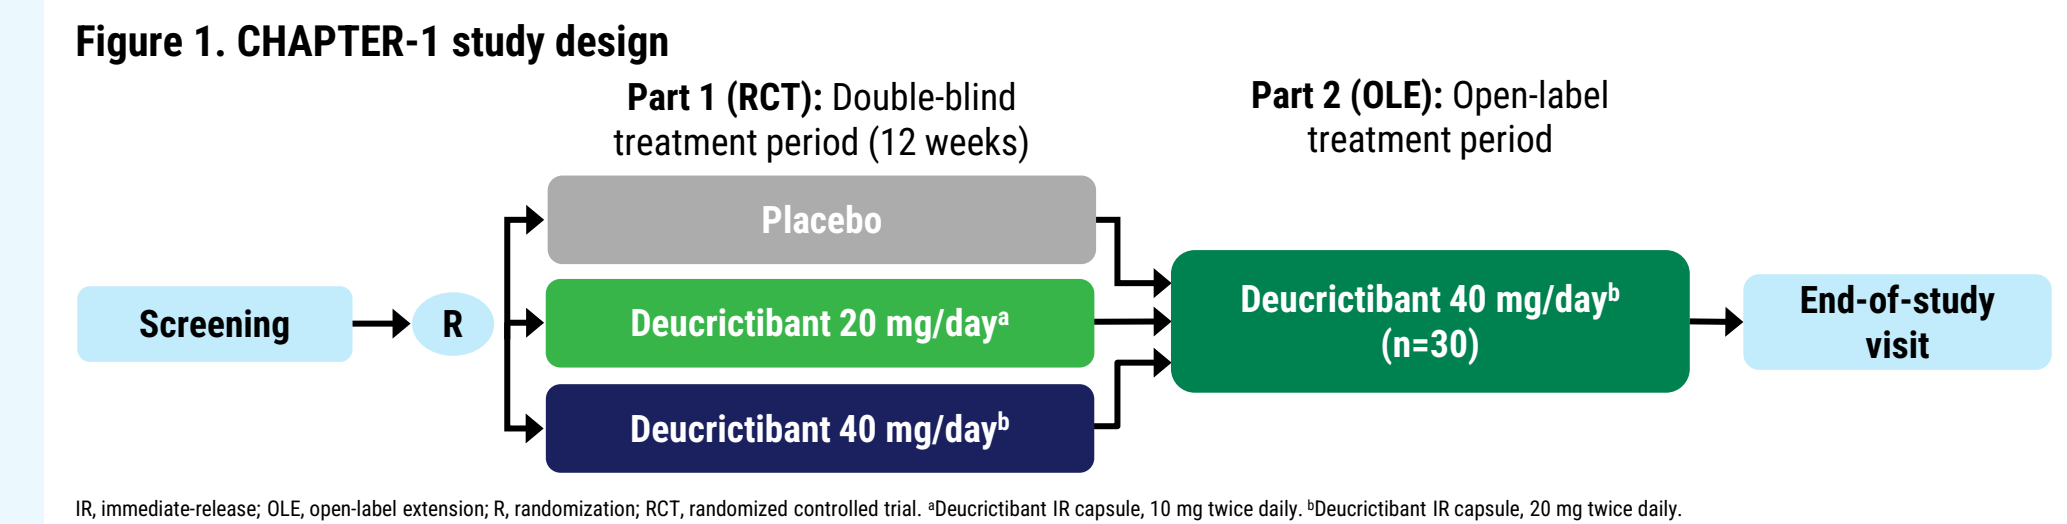 Figure 1. CHAPTER-1 study design
Part 1 (RCT): Double-blind
treatment period (12 weeks)
Part 2 (OLE): Open-label
treatment period
Screening
R
Placebo
Deucrictibant 20 mg/dayᵃ
Deucrictibant 40 mg/dayᵇ
Deucrictibant 40 mg/dayᵇ
(n=30)
End-of-study
visit
IR, immediate-release; OLE, open-label extension; R, randomization; RCT, randomized controlled trial. ᵃDeucrictibant IR capsule, 10 mg twice daily. ᵇDeucrictibant IR capsule, 20 mg twice daily.